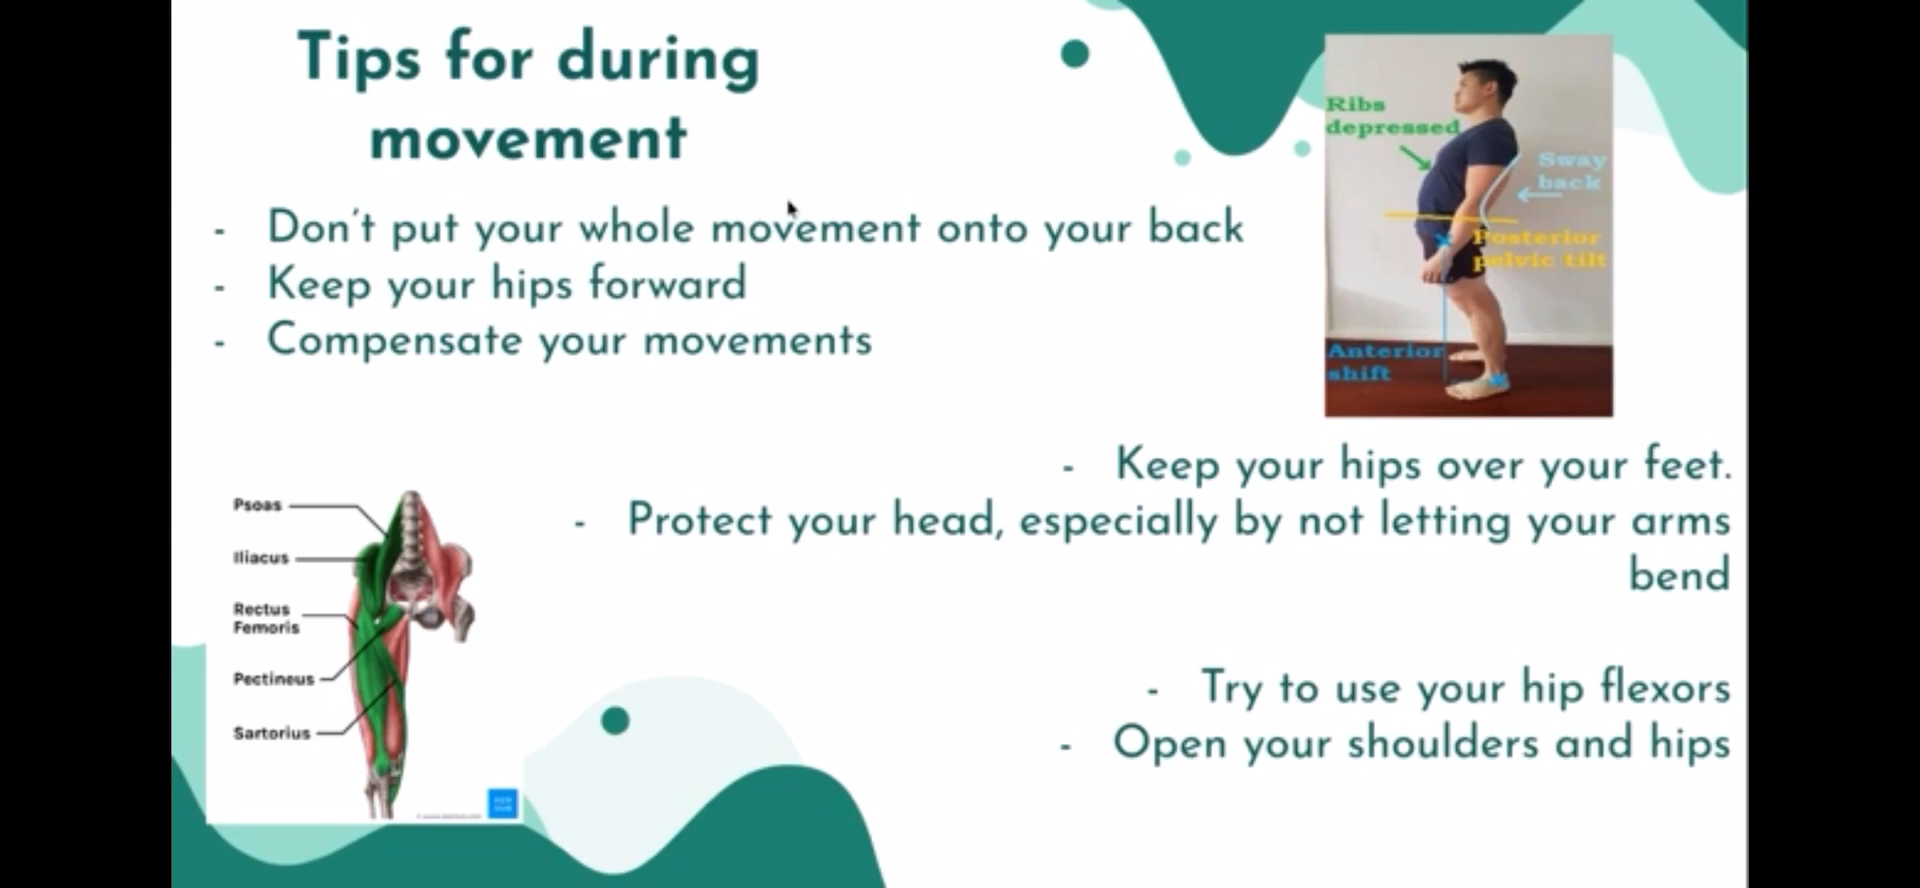 Tips for during
movement
- Don't put your whole movement onto your back
- Keep your hips forward
- Compensate your movements
Ribs
depressed
Sway
back
Posterior
pelvic tilt
Anterior
shift
- Keep your hips over your feet.
- Protect your head, especially by not letting your arms
bend
- Try to use your hip flexors
- Open your shoulders and hips
Psoas
Iliacus
Rectus
Femoris
Pectineus
Sartorius